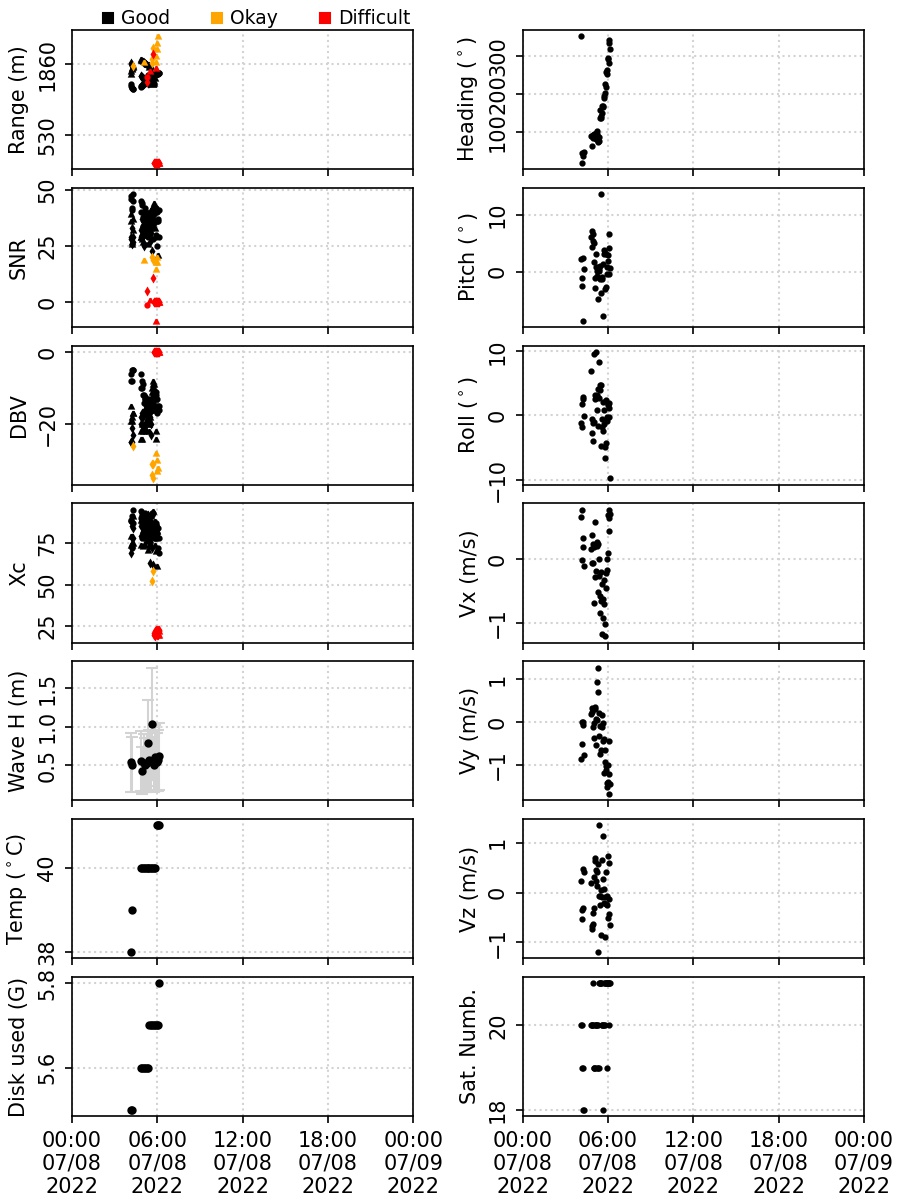 Good Okay Difficult
Range (m)
1860
530
Heading (°)
300
200
100
SNR
50
25
0
Pitch (°)
10
0
DBV
0
−20
Roll (°)
10
0
−10
Xc
75
50
25
Vx (m/s)
0
−1
Wave H (m)
1.5
1.0
0.5
Vy (m/s)
1
0
−1
Temp (°C)
40
38
Vz (m/s)
1
0
−1
Disk used (G)
5.8
5.6
Sat. Numb.
20
18
00:00 06:00 12:00 18:00 00:00
07/08 07/08 07/08 07/08 07/09
2022 2022 2022 2022 2022
00:00 06:00 12:00 18:00 00:00
07/08 07/08 07/08 07/08 07/09
2022 2022 2022 2022 2022